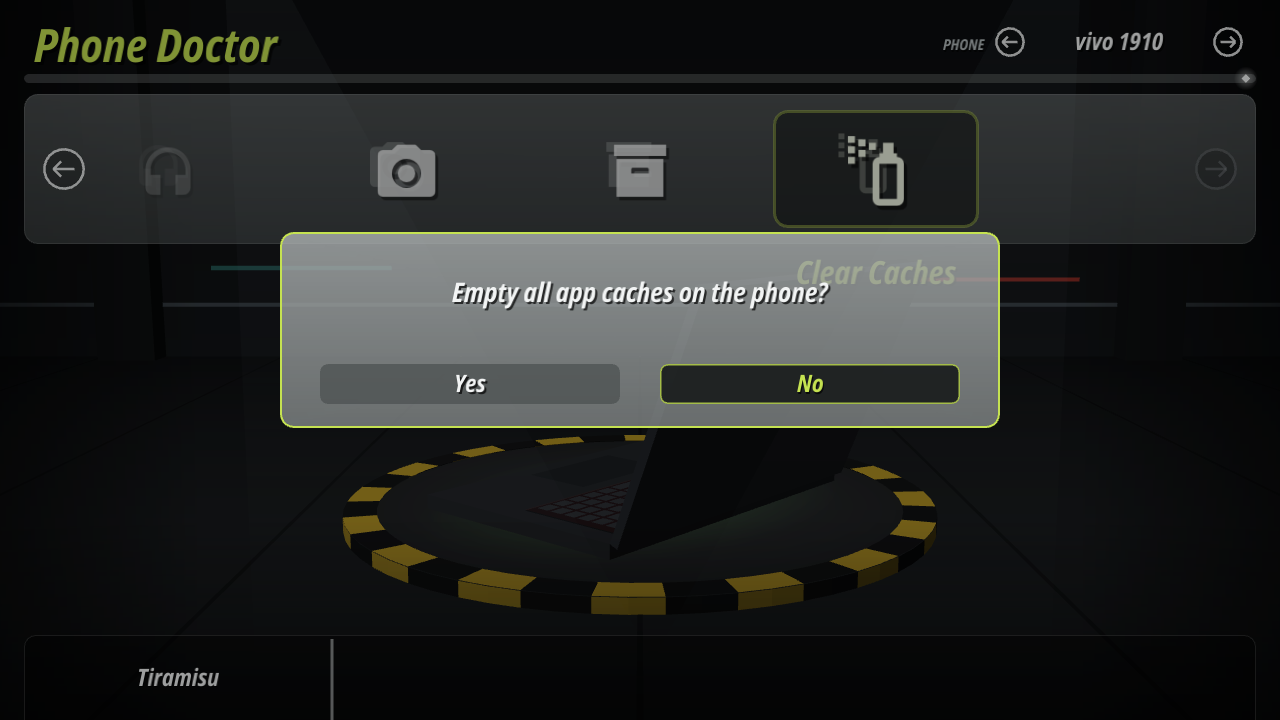 Phone Doctor
PHONE
vivo 1910
Clear Caches
Empty all app caches on the phone?
Yes
No
Tiramisu